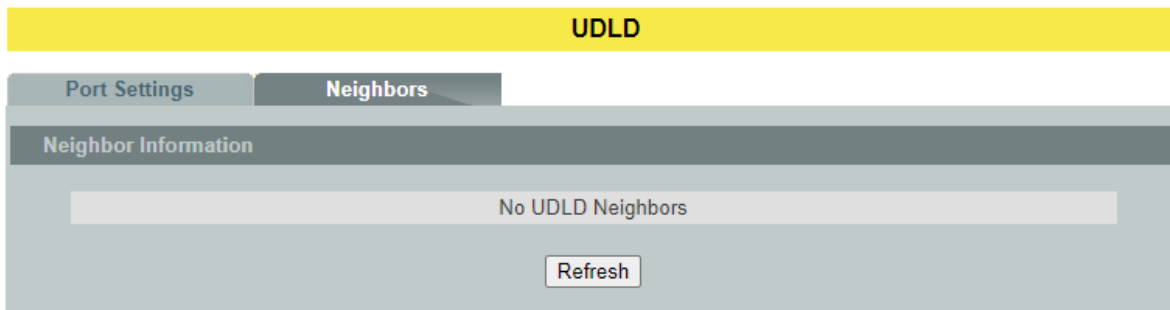 UDLD
Port Settings
Neighbors
Neighbor Information
No UDLD Neighbors
Refresh